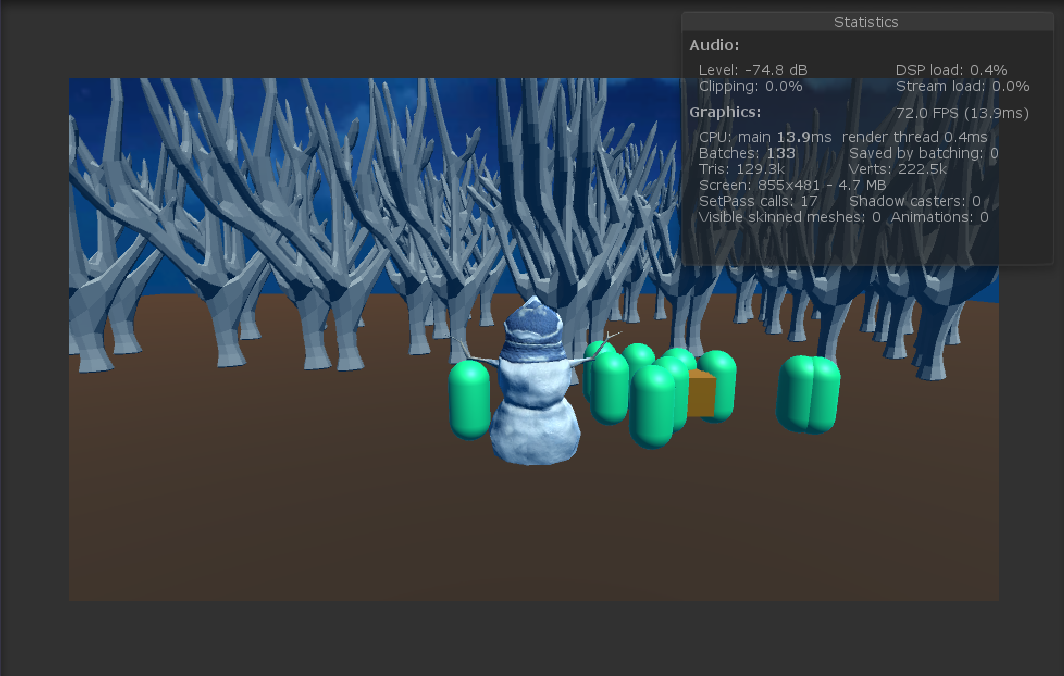 Statistics
Audio:
Level: -74.8 dB DSP load: 0.4%
Clipping: 0.0% Stream load: 0.0%
Graphics: 72.0 FPS (13.9ms)
CPU: main 13.9ms render thread 0.4ms
Batches: 133 Saved by batching: 0
Tris: 129.3k Verts: 222.5k
Screen: 855x481 - 4.7 MB
SetPass calls: 17 Shadow casters: 0
Visible skinned meshes: 0 Animations: 0